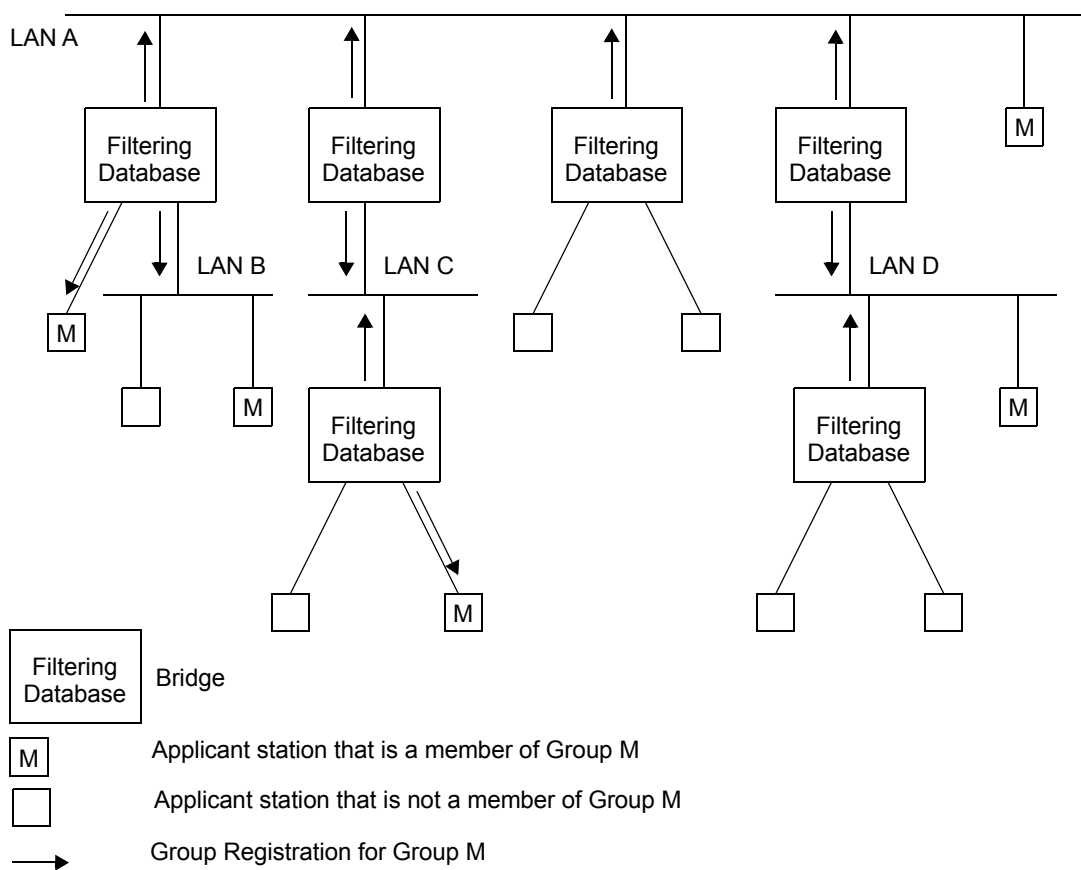 LAN A
Filtering
Database
Filtering
Database
Filtering
Database
Filtering
Database
M
LAN B
LAN C
LAN D
M
M
Filtering
Database
M
Filtering
Database
M
Filtering
Database
Bridge
M
Applicant station that is a member of Group M
Applicant station that is not a member of Group M
Group Registration for Group M